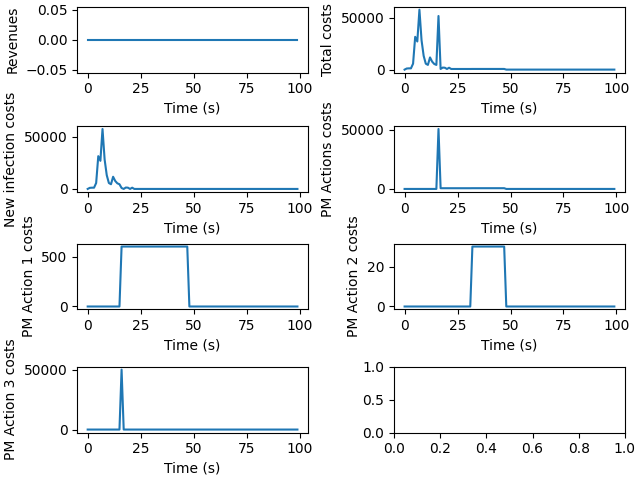 Revenues
0.05
0.00
−0.05
0 25 50 75 100
Time (s)
Total costs
50000
0
0 25 50 75 100
Time (s)
New infection costs
50000
0
0 25 50 75 100
Time (s)
PM Actions costs
50000
0
0 25 50 75 100
Time (s)
PM Action 1 costs
500
0
0 25 50 75 100
Time (s)
PM Action 2 costs
20
0
0 25 50 75 100
Time (s)
PM Action 3 costs
50000
0
0 25 50 75 100
Time (s)
1.0
0.5
0.0
0.0 0.2 0.4 0.6 0.8 1.0